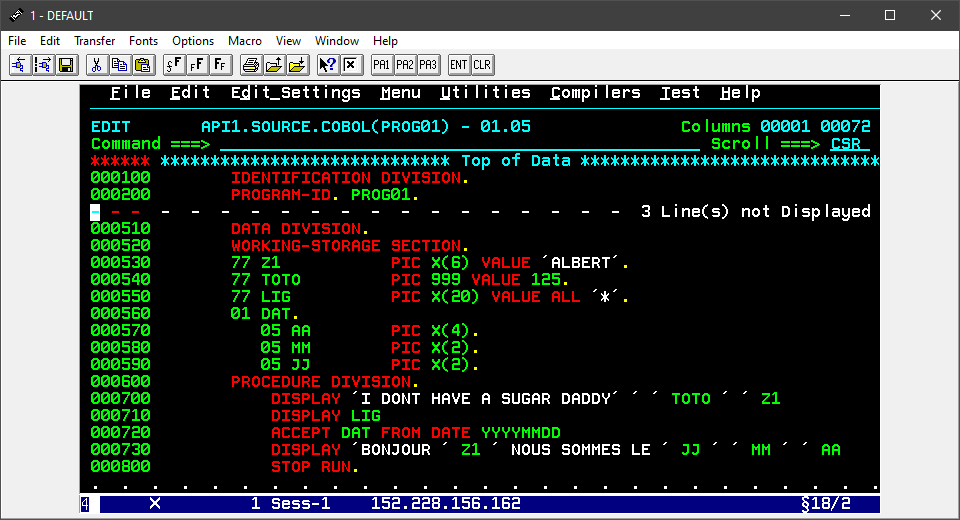 1 - DEFAULT
File Edit Transfer Fonts Options Macro View Window Help
PA1 PA2 PA3 ENT CLR
File Edit Edit_Settings Menu Utilities Compilers Test Help
EDIT API1.SOURCE.COBOL(PROG01) - 01.05 Columns 00001 00072
Command ===> Scroll ===> CSR
****** ***************************** Top of Data ******************************
000100 IDENTIFICATION DIVISION.
000200 PROGRAM-ID. PROG01.
- - - - - - - - - - - - - - - - - - - 3 Line(s) not Displayed
000510 DATA DIVISION.
000520 WORKING-STORAGE SECTION.
000530 77 Z1 PIC X(6) VALUE ´ALBERT´.
000540 77 TOTO PIC 999 VALUE 125.
000550 77 LIG PIC X(20) VALUE ALL ´*´.
000560 01 DAT.
000570 05 AA PIC X(4).
000580 05 MM PIC X(2).
000590 05 JJ PIC X(2).
000600 PROCEDURE DIVISION.
000700 DISPLAY ´I DONT HAVE A SUGAR DADDY´ ´ ´ TOTO ´ ´ Z1
000710 DISPLAY LIG
000720 ACCEPT DAT FROM DATE YYYYMMDD
000730 DISPLAY ´BONJOUR ´ Z1 ´ NOUS SOMMES LE ´ JJ ´ ´ MM ´ ´ AA
000800 STOP RUN.
. . . . . . . . . . . . . . . . . . . . . . . . . . .
4 X 1 Sess-1 152.228.156.162 §18/2